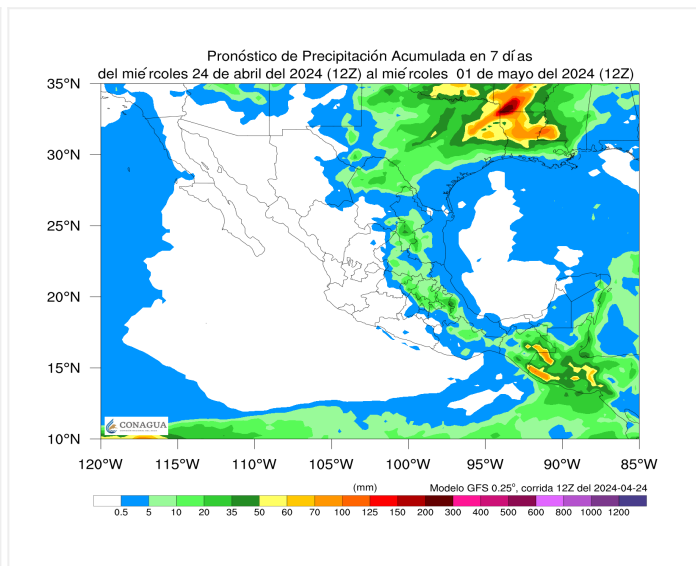 Pronóstico de Precipitación Acumulada en 7 días
del miércoles 24 de abril del 2024 (12Z) al miércoles 01 de mayo del 2024 (12Z)
35°N
30°N
25°N
20°N
15°N
10°N
CONAGUA
120°W 115°W 110°W 105°W 100°W 95°W 90°W 85°W
(mm) Modelo GFS 0.25°, corrida 12Z del 2024-04-24
0.5 5 10 20 35 50 60 70 100 125 150 200 300 400 500 600 800 1000 1200